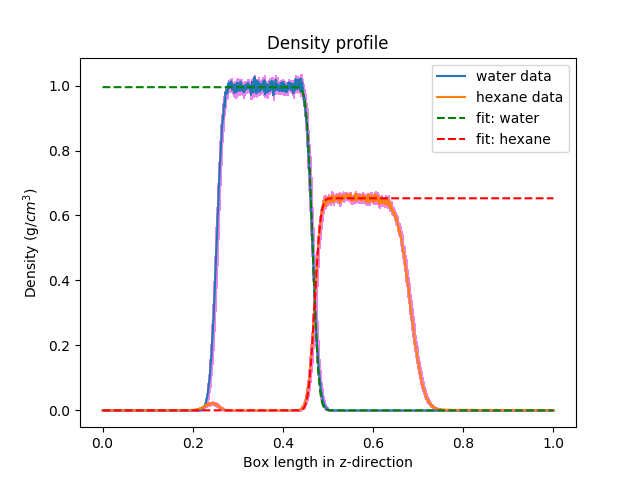 Density profile
water data
hexane data
fit: water
fit: hexane
Density (g/cm³)
1.0
0.8
0.6
0.4
0.2
0.0
0.0 0.2 0.4 0.6 0.8 1.0
Box length in z-direction